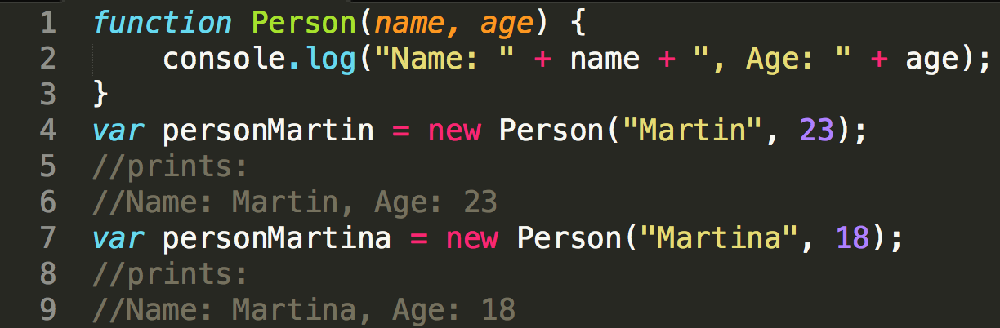 1 function Person(name, age) {
2     console.log("Name: " + name + ", Age: " + age);
3 }
4 var personMartin = new Person("Martin", 23);
5 //prints:
6 //Name: Martin, Age: 23
7 var personMartina = new Person("Martina", 18);
8 //prints:
9 //Name: Martina, Age: 18